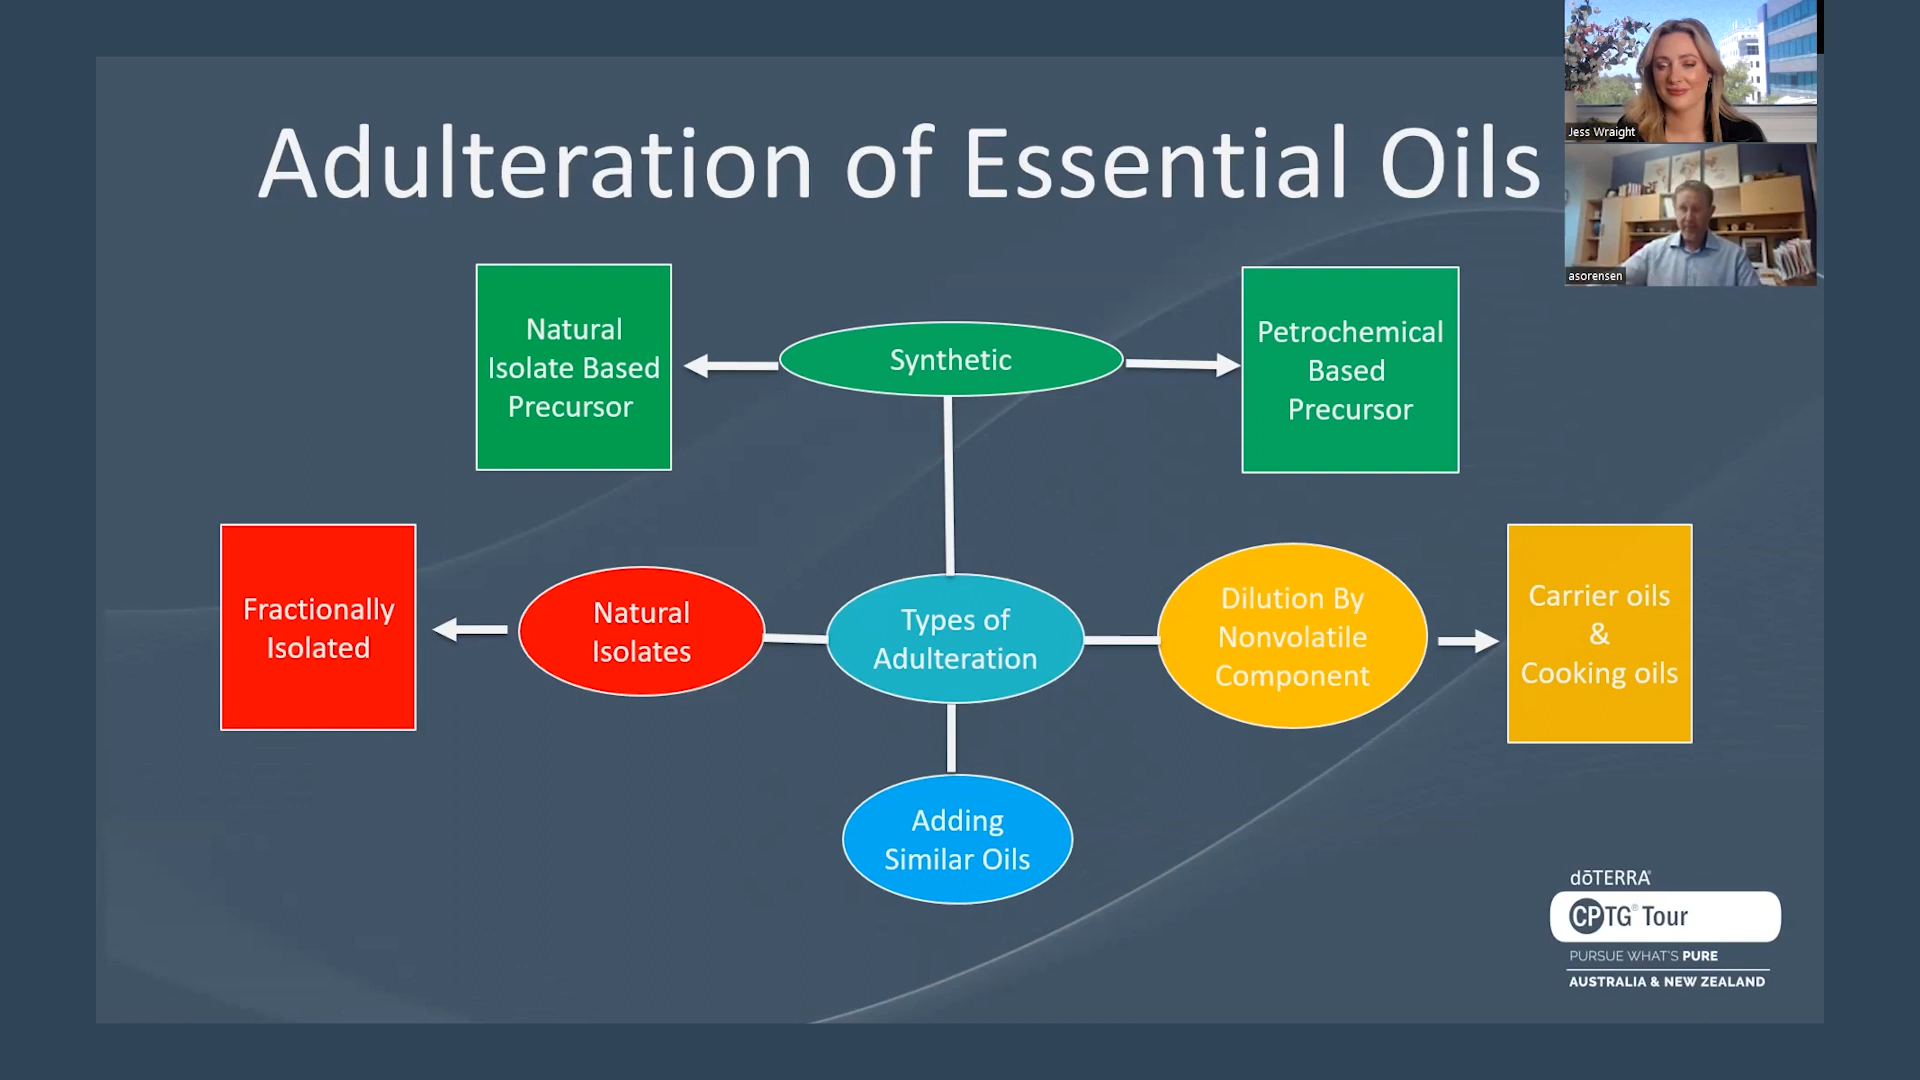 Adulteration of Essential Oils
Jess Wraight
asorensen
Natural
Isolate Based
Precursor
Synthetic
Petrochemical
Based
Precursor
Fractionally
Isolated
Natural
Isolates
Types of
Adulteration
Dilution By
Nonvolatile
Component
Carrier oils
&
Cooking oils
Adding
Similar Oils
dōTERRA®
CPTG® Tour
PURSUE WHAT'S PURE
AUSTRALIA & NEW ZEALAND